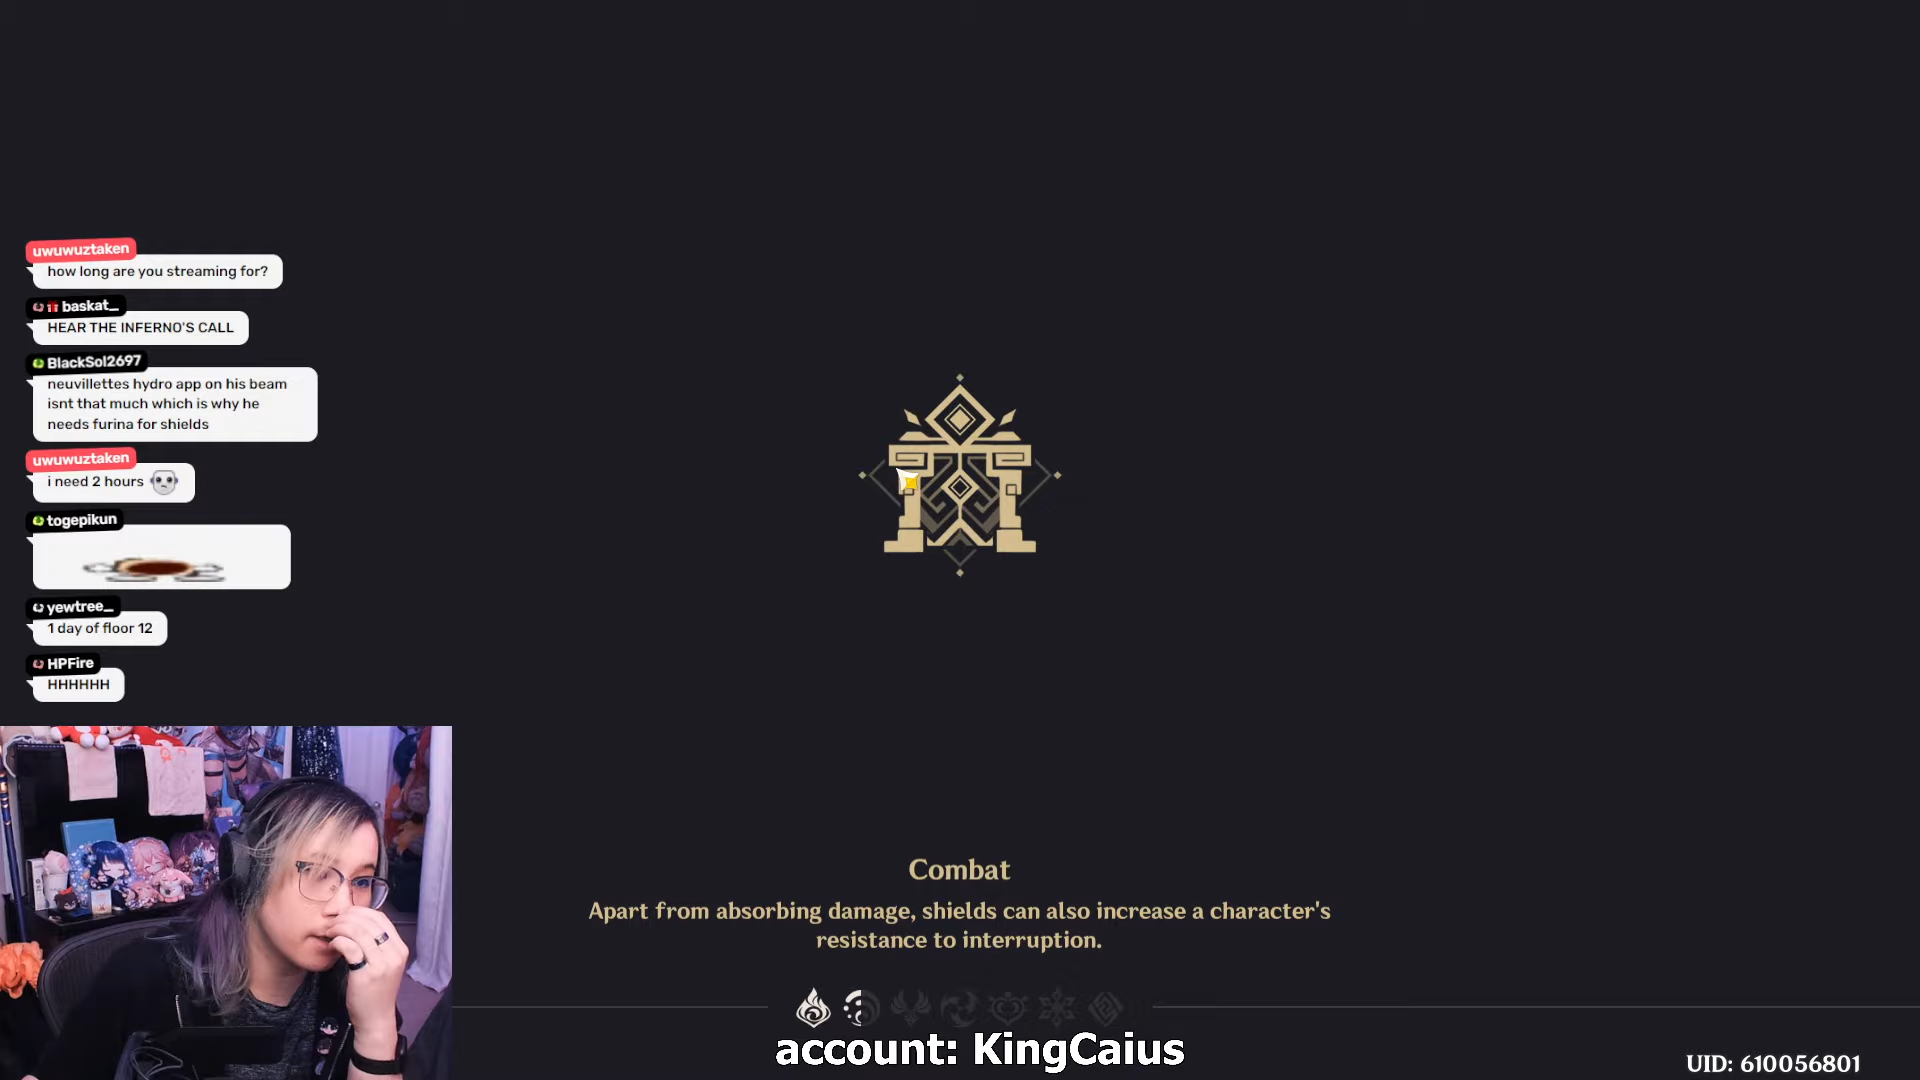 uwuwuztaken
how long are you streaming for?
baskat_
HEAR THE INFERNO'S CALL
BlackSol2697
neuvillettes hydro app on his beam
isnt that much which is why he
needs furina for shields
uwuwuztaken
i need 2 hours
togepikun
yewtree_
1 day of floor 12
HPFire
HHHHHH
Combat
Apart from absorbing damage, shields can also increase a character's
resistance to interruption.
account: KingCaius
UID: 610056801